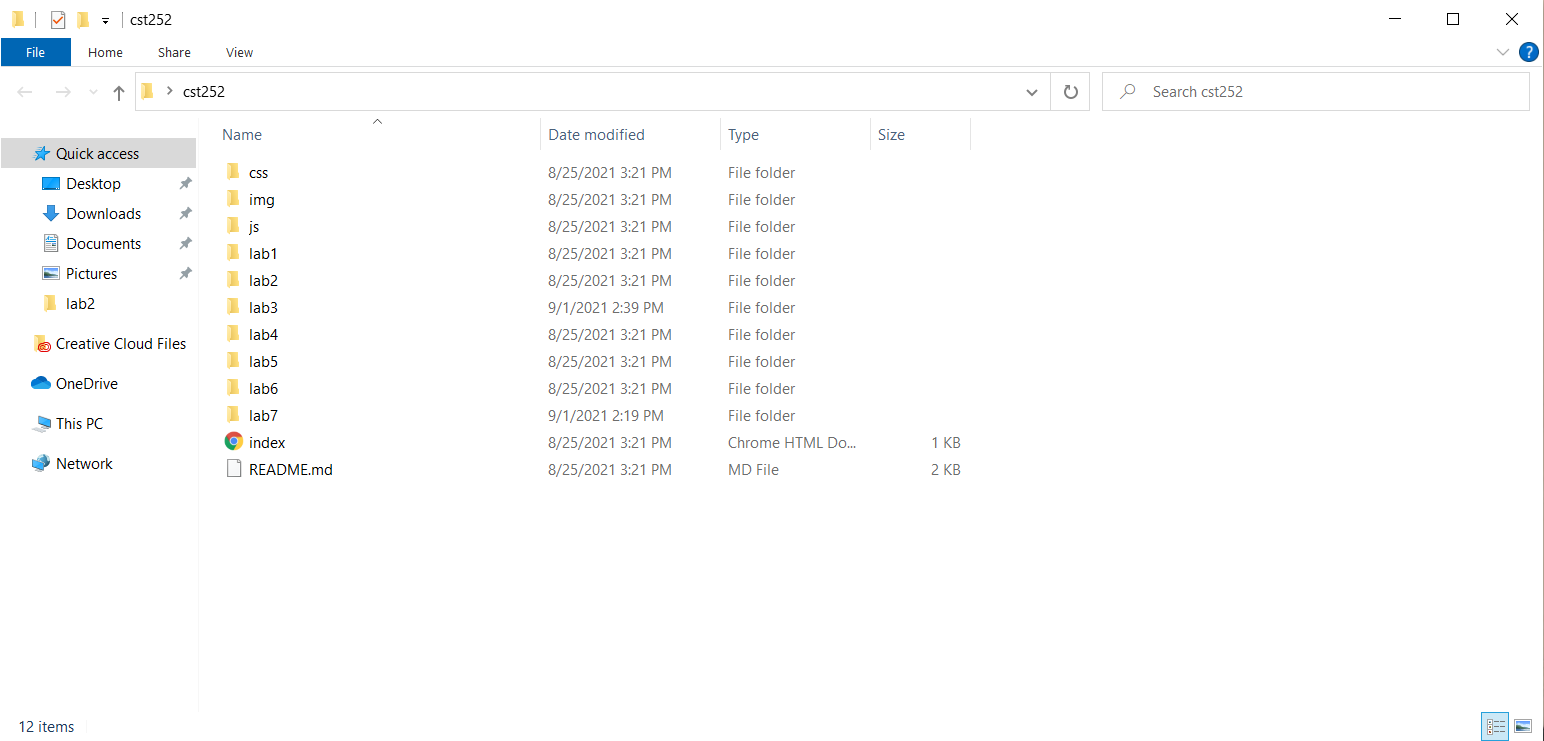 cst252
File Home Share View
cst252
Search cst252
Name Date modified Type Size
Quick access
Desktop
Downloads
Documents
Pictures
lab2
Creative Cloud Files
OneDrive
This PC
Network
css 8/25/2021 3:21 PM File folder
img 8/25/2021 3:21 PM File folder
js 8/25/2021 3:21 PM File folder
lab1 8/25/2021 3:21 PM File folder
lab2 8/25/2021 3:21 PM File folder
lab3 9/1/2021 2:39 PM File folder
lab4 8/25/2021 3:21 PM File folder
lab5 8/25/2021 3:21 PM File folder
lab6 8/25/2021 3:21 PM File folder
lab7 9/1/2021 2:19 PM File folder
index 8/25/2021 3:21 PM Chrome HTML Do... 1 KB
README.md 8/25/2021 3:21 PM MD File 2 KB
12 items